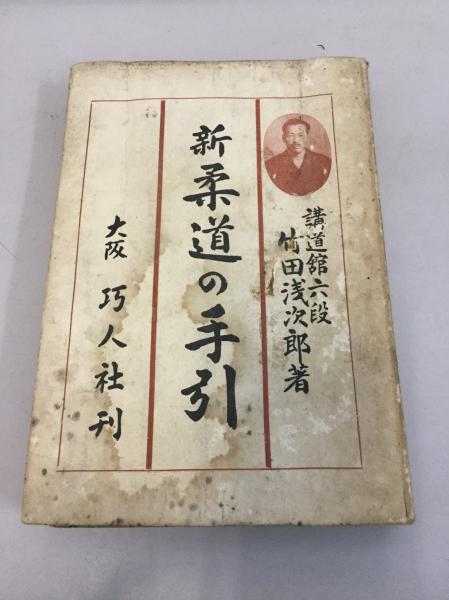 講道舘六段
竹田浅次郎著
新柔道の手引
大阪 巧人社刊